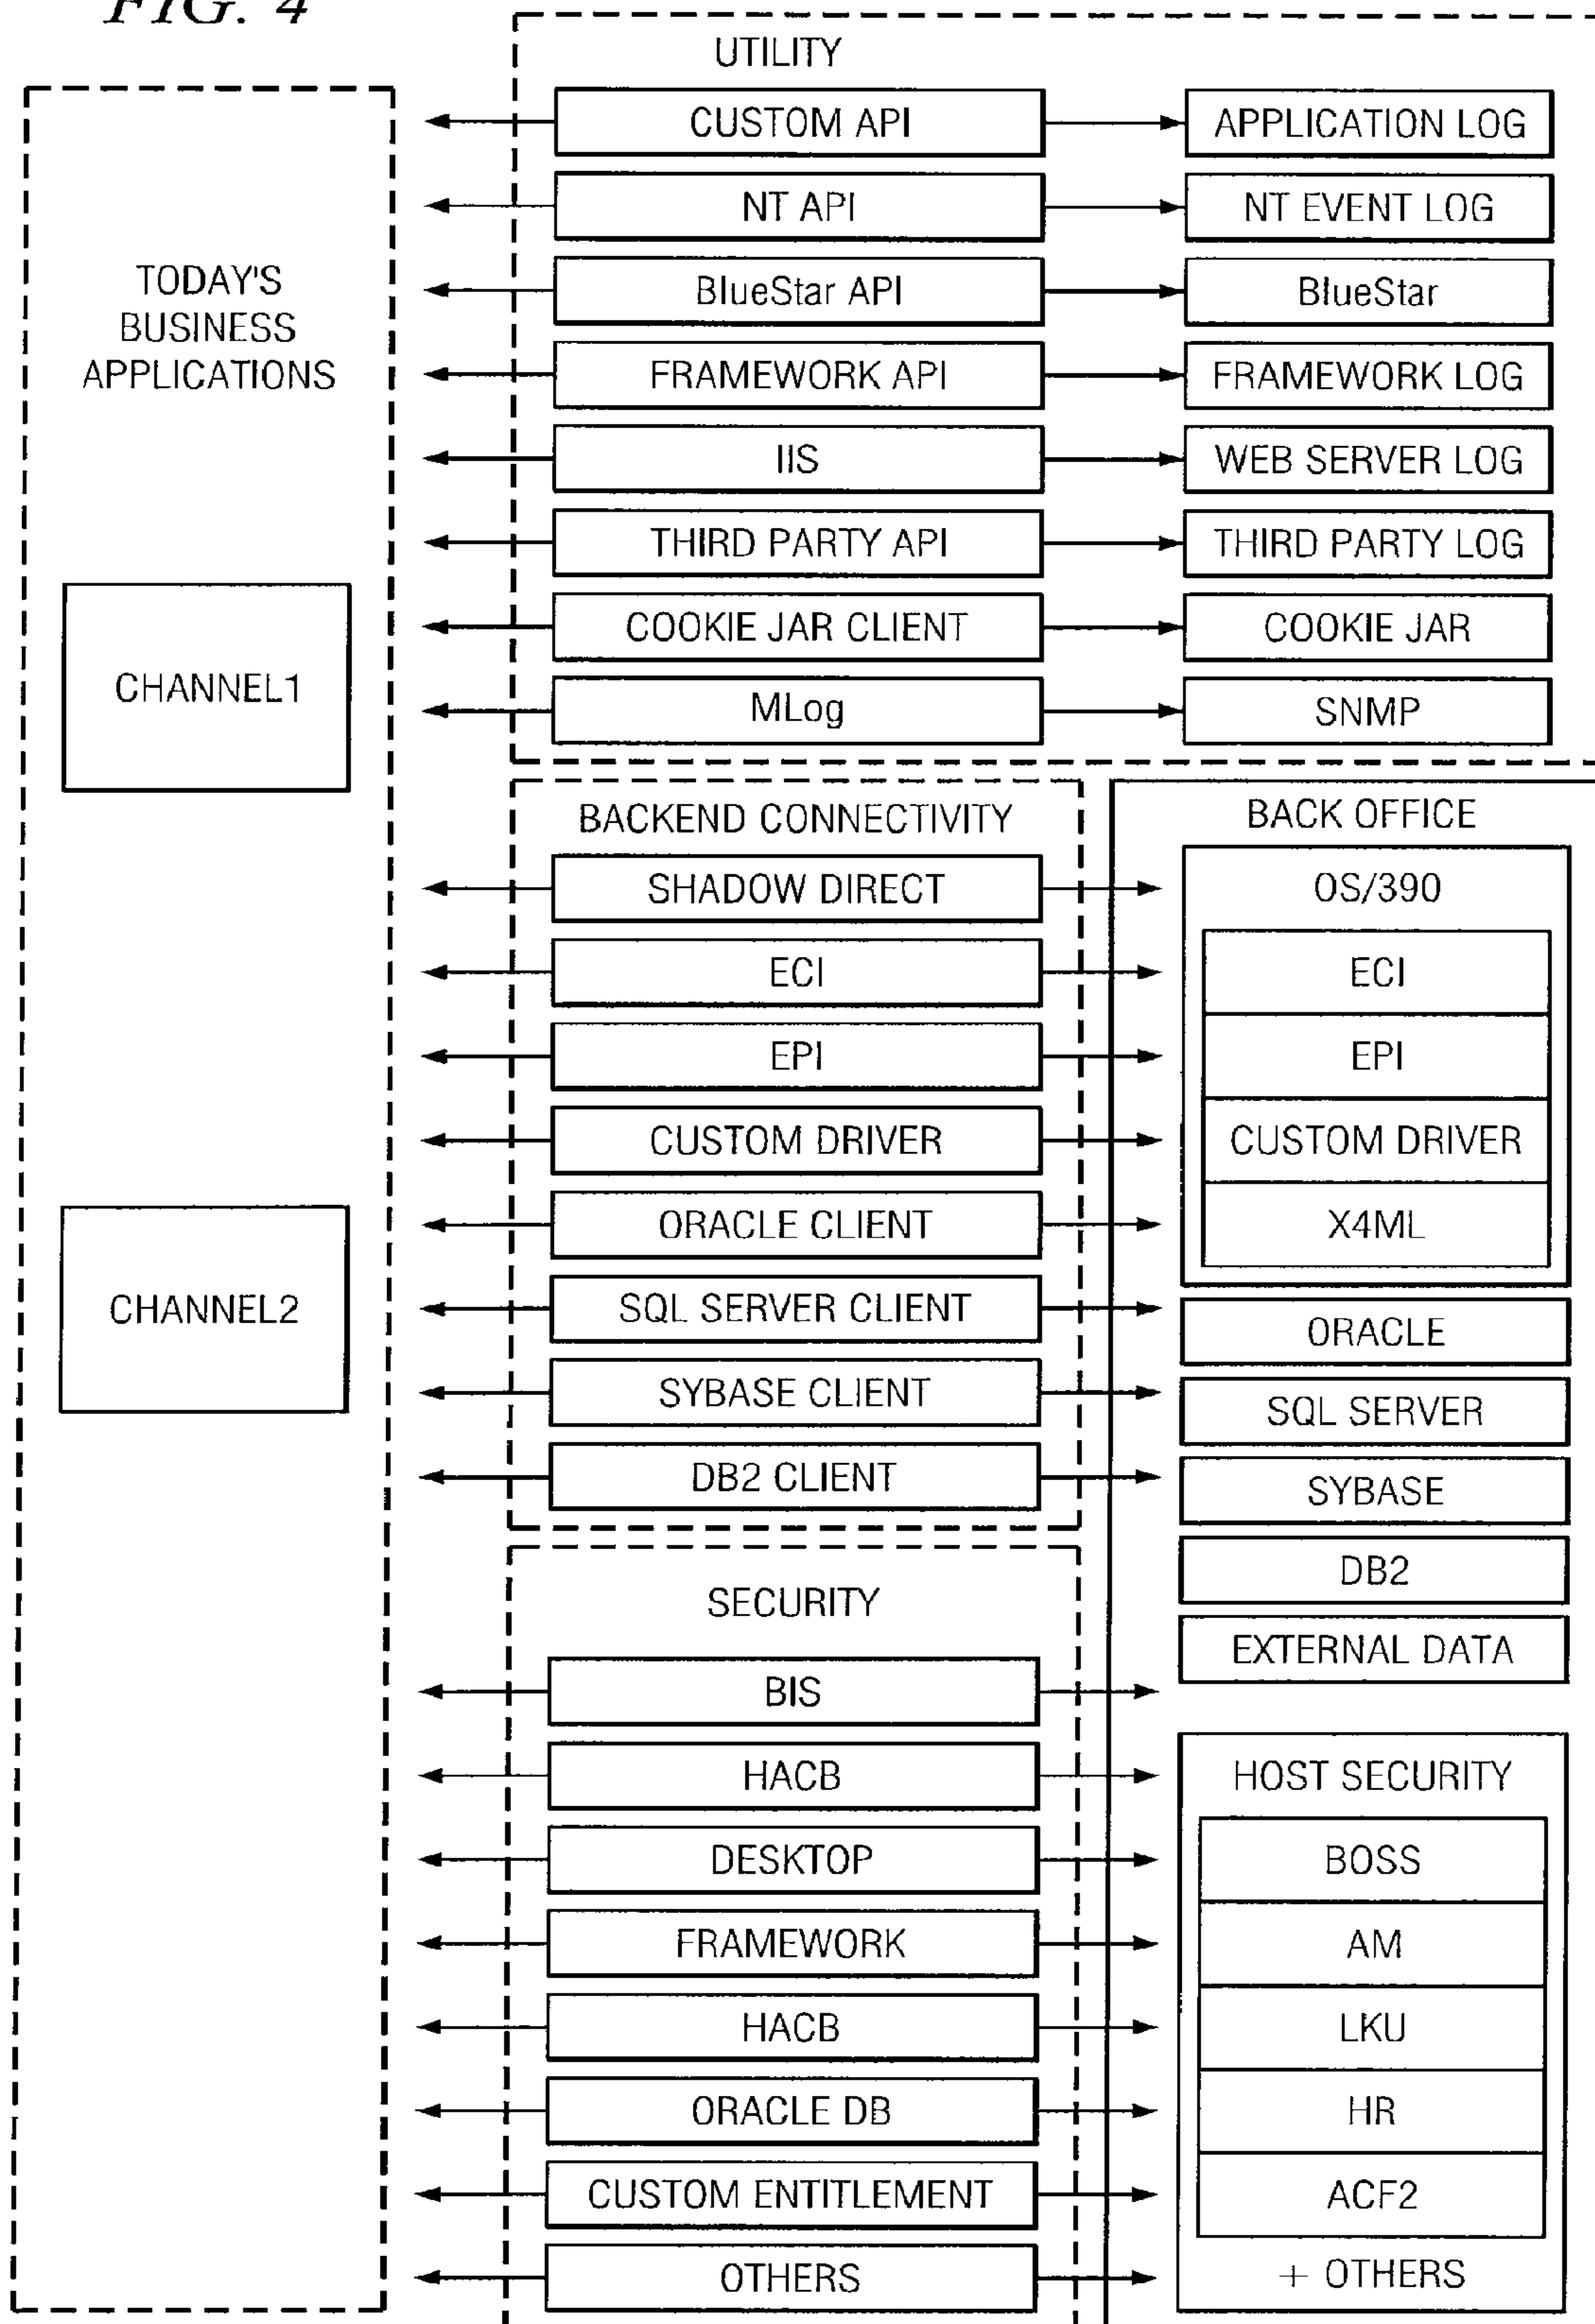 FIG. 4
UTILITY
CUSTOM API
APPLICATION LOG
NT API
NT EVENT LOG
BlueStar API
BlueStar
FRAMEWORK API
FRAMEWORK LOG
IIS
WEB SERVER LOG
THIRD PARTY API
THIRD PARTY LOG
COOKIE JAR CLIENT
COOKIE JAR
MLog
SNMP
TODAY'S
BUSINESS
APPLICATIONS
CHANNEL1
CHANNEL2
BACKEND CONNECTIVITY
SHADOW DIRECT
ECI
EPI
CUSTOM DRIVER
ORACLE CLIENT
SQL SERVER CLIENT
SYBASE CLIENT
DB2 CLIENT
BACK OFFICE
OS/390
ECI
EPI
CUSTOM DRIVER
X4ML
ORACLE
SQL SERVER
SYBASE
DB2
EXTERNAL DATA
SECURITY
BIS
HACB
DESKTOP
FRAMEWORK
HACB
ORACLE DB
CUSTOM ENTITLEMENT
OTHERS
HOST SECURITY
BOSS
AM
LKU
HR
ACF2
+ OTHERS